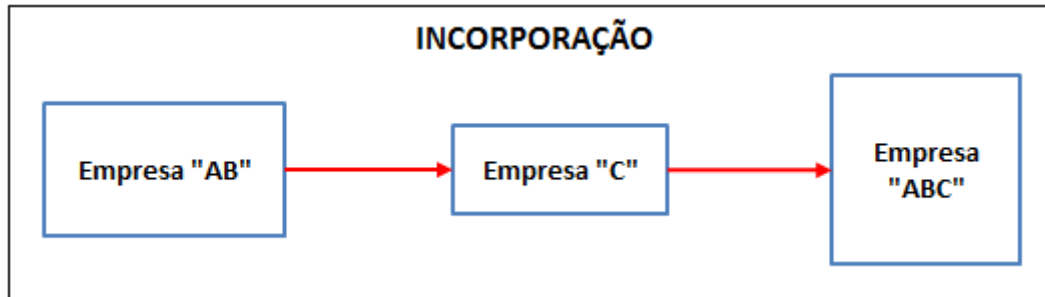 INCORPORAÇÃO
Empresa "AB"
Empresa "C"
Empresa
"ABC"